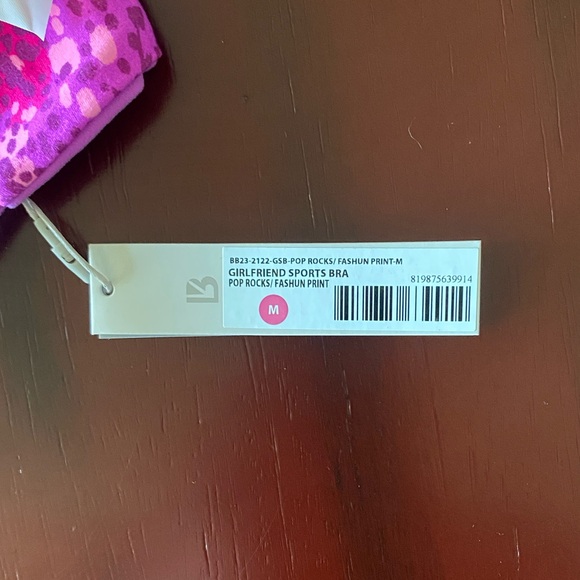 BB23-2122-GSB-POP ROCKS/ FASHUN PRINT-M
GIRLFRIEND SPORTS BRA
POP ROCKS/ FASHUN PRINT
819875639914
M